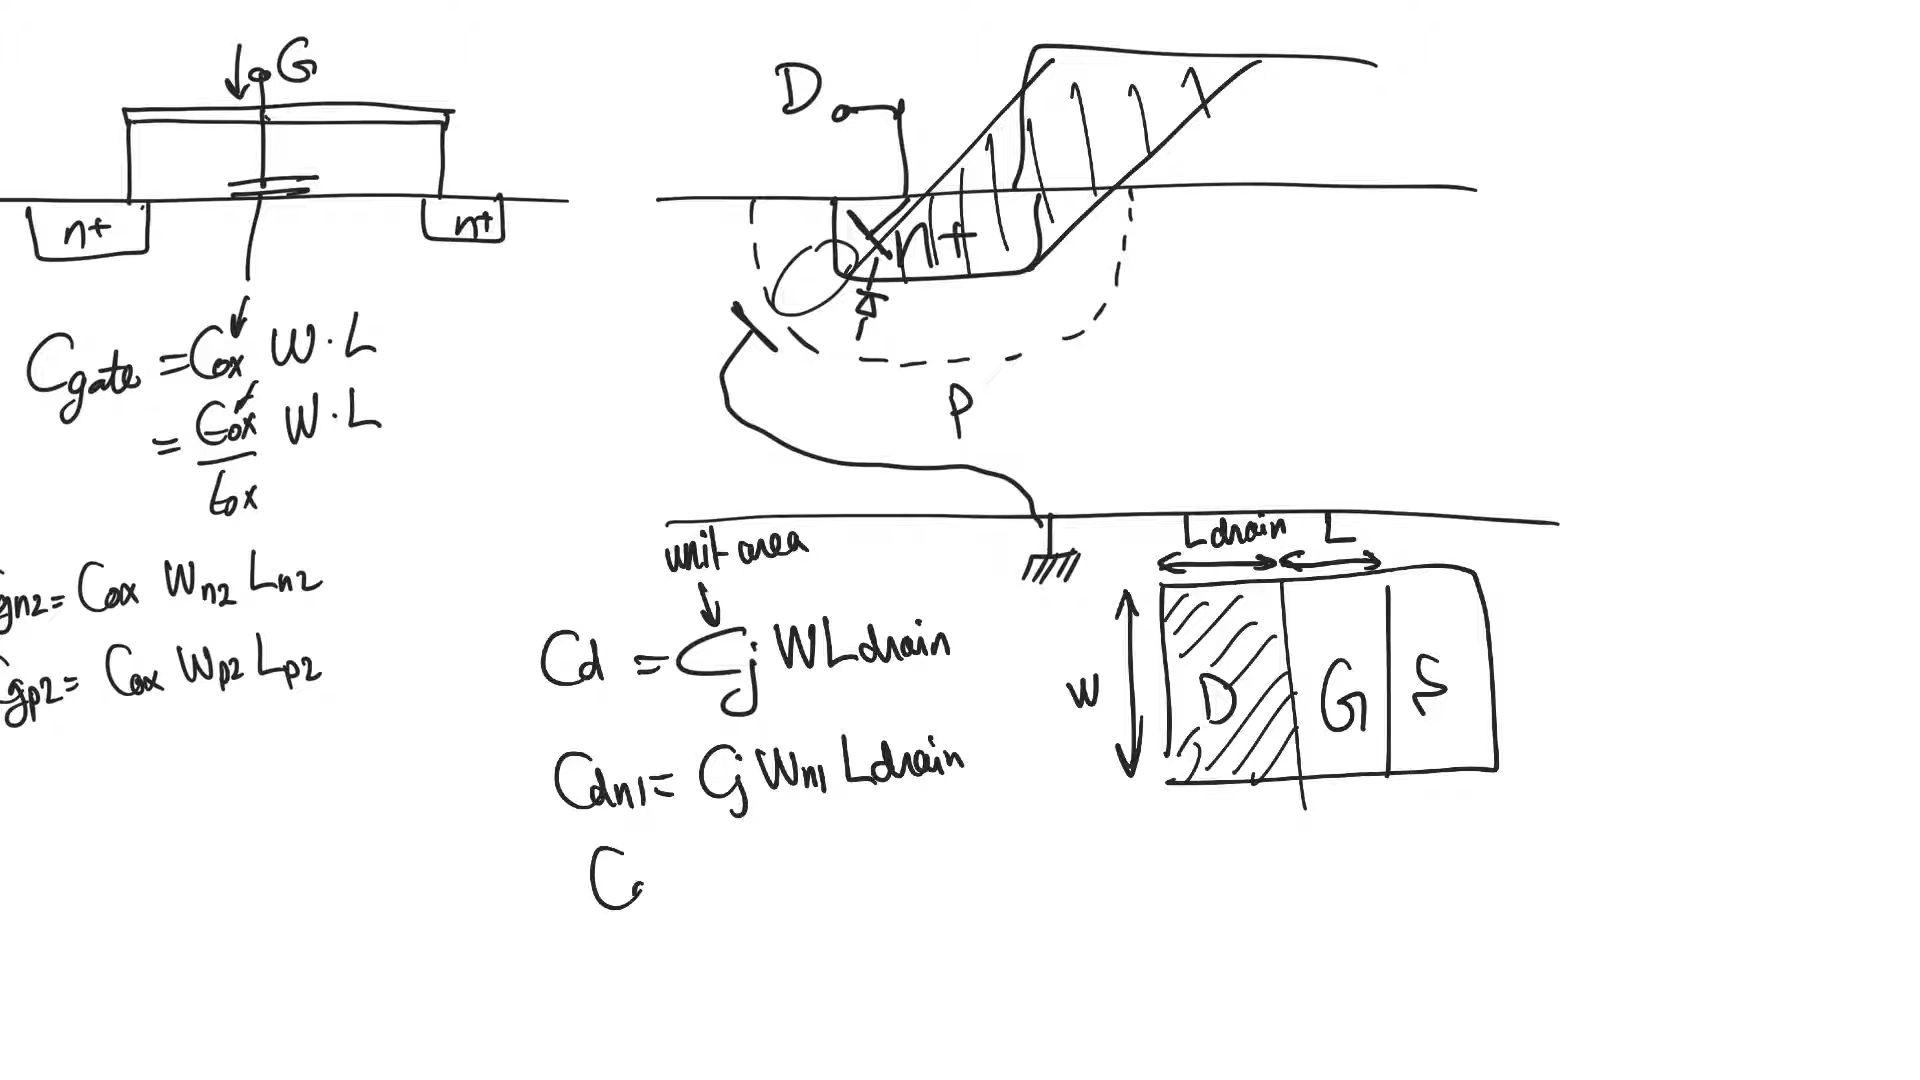 G
n+
n+
Cgate = Cox W·L
= Єox W·L
tox
gn2 = Cox Wn2 Ln2
gp2 = Cox Wp2 Lp2
D
n+
P
unit area
Cd = Cj W Ldrain
Cdn1 = Cj Wn1 Ldrain
C
Ldrain L
W
D G S